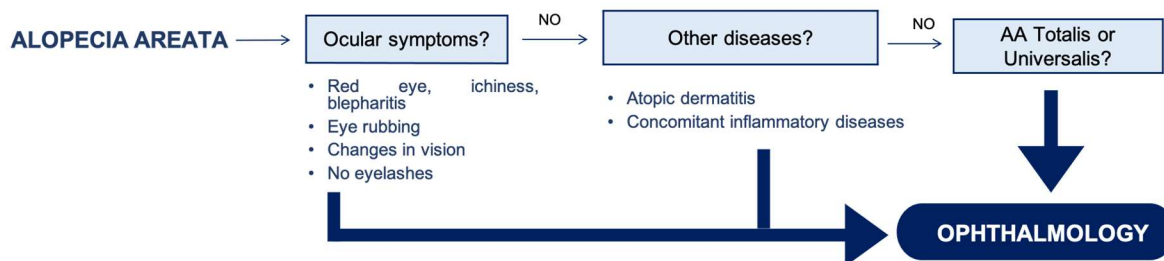 ALOPECIA AREATA
Ocular symptoms?
NO
Other diseases?
NO
AA Totalis or
Universalis?
• Red eye, ichiness,
blepharitis
• Eye rubbing
• Changes in vision
• No eyelashes
• Atopic dermatitis
• Concomitant inflammatory diseases
OPHTHALMOLOGY